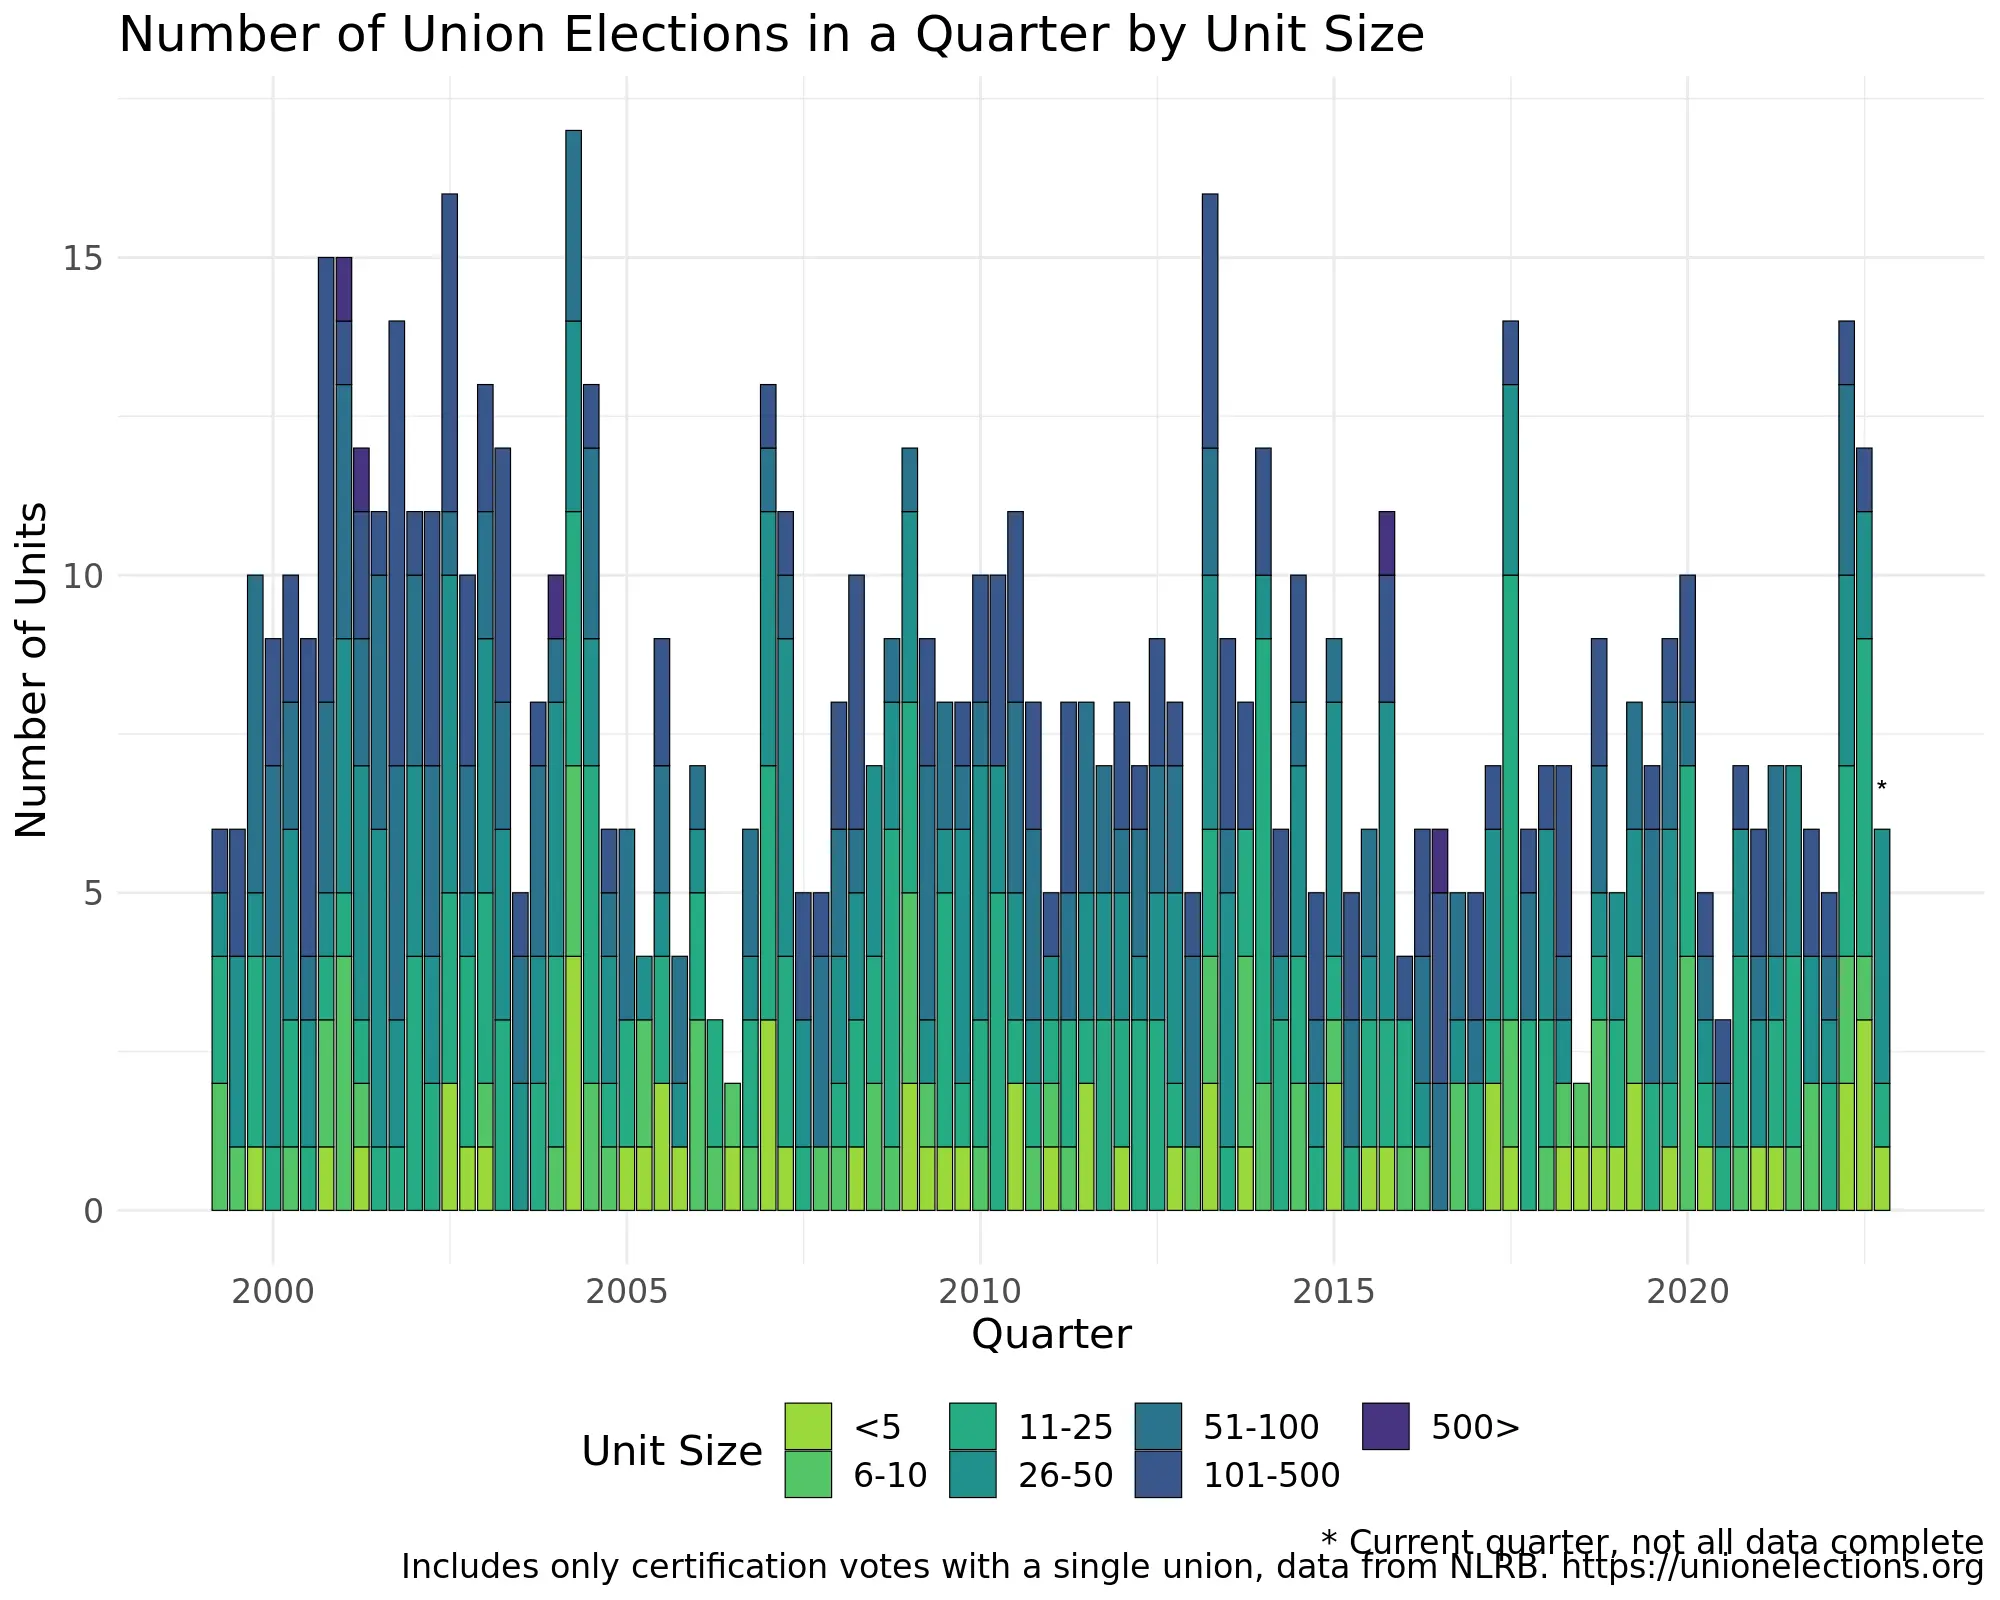 Number of Union Elections in a Quarter by Unit Size
Number of Units
15
10
5
0
*
2000 2005 2010 2015 2020
Quarter
Unit Size
<5 11-25 51-100 500>
6-10 26-50 101-500
* Current quarter, not all data complete
Includes only certification votes with a single union, data from NLRB. https://unionelections.org